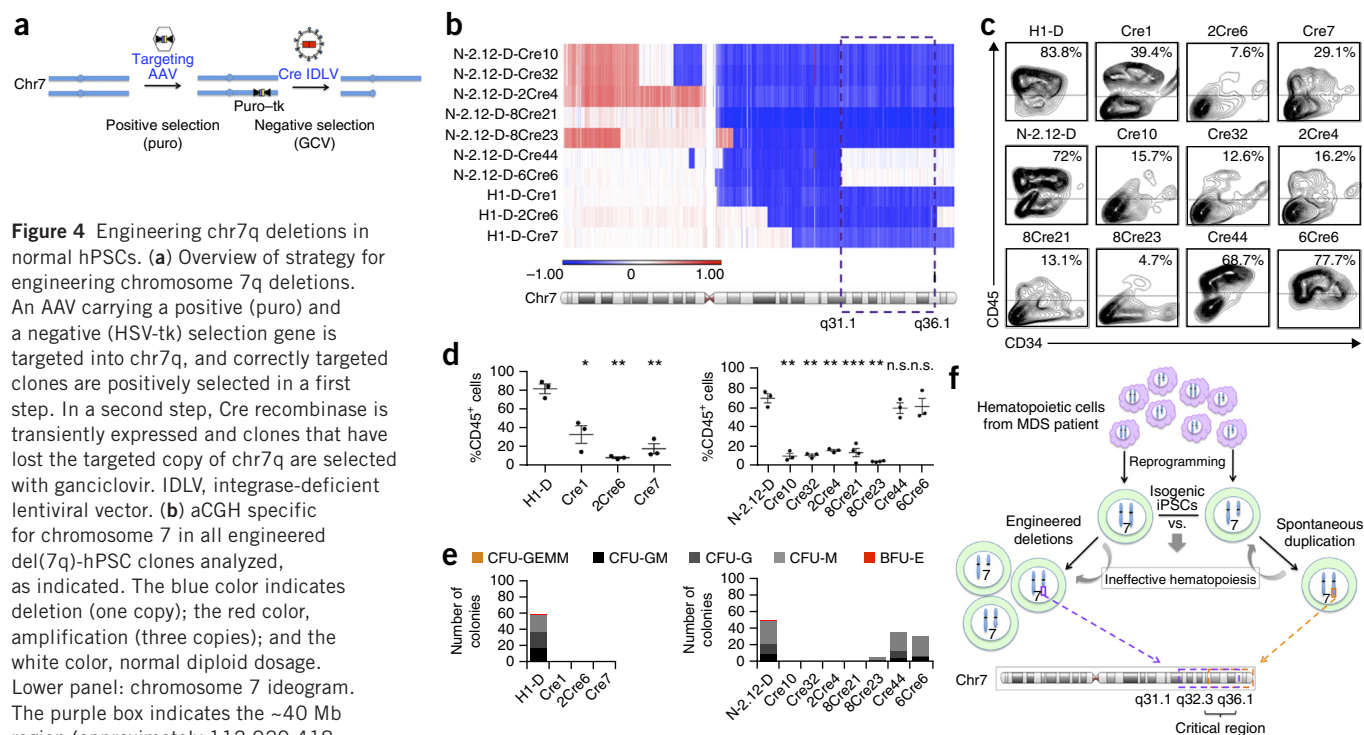 a
Targeting
AAV
Cre IDLV
Chr7
Puro–tk
Positive selection
(puro)
Negative selection
(GCV)
Figure 4 Engineering chr7q deletions in
normal hPSCs. (a) Overview of strategy for
engineering chromosome 7q deletions.
An AAV carrying a positive (puro) and
a negative (HSV-tk) selection gene is
targeted into chr7q, and correctly targeted
clones are positively selected in a first
step. In a second step, Cre recombinase is
transiently expressed and clones that have
lost the targeted copy of chr7q are selected
with ganciclovir. IDLV, integrase-deficient
lentiviral vector. (b) aCGH specific
for chromosome 7 in all engineered
del(7q)-hPSC clones analyzed,
as indicated. The blue color indicates
deletion (one copy); the red color,
amplification (three copies); and the
white color, normal diploid dosage.
Lower panel: chromosome 7 ideogram.
The purple box indicates the ~40 Mb
b
N-2.12-D-Cre10
N-2.12-D-Cre32
N-2.12-D-2Cre4
N-2.12-D-8Cre21
N-2.12-D-8Cre23
N-2.12-D-Cre44
N-2.12-D-6Cre6
H1-D-Cre1
H1-D-2Cre6
H1-D-Cre7
–1.00 0 1.00
Chr7
q31.1 q36.1
c
H1-D Cre1 2Cre6 Cre7
83.8% 39.4% 7.6% 29.1%
N-2.12-D Cre10 Cre32 2Cre4
72% 15.7% 12.6% 16.2%
8Cre21 8Cre23 Cre44 6Cre6
13.1% 4.7% 68.7% 77.7%
CD45
CD34
d
%CD45+ cells
100
80
60
40
20
0
* ** **
H1-D Cre1 2Cre6 Cre7
%CD45+ cells
100
80
60
40
20
0
** ** ** *** ** n.s. n.s.
N-2.12-D Cre10 Cre32 2Cre4 8Cre21 8Cre23 Cre44 6Cre6
e
CFU-GEMM CFU-GM CFU-G CFU-M BFU-E
Number of
colonies
100
80
60
40
20
0
H1-D Cre1 2Cre6 Cre7
Number of
colonies
100
80
60
40
20
0
N-2.12-D Cre10 Cre32 2Cre4 8Cre21 8Cre23 Cre44 6Cre6
f
Hematopoietic cells
from MDS patient
Reprogramming
Isogenic
iPSCs
vs.
7
7
Engineered
deletions
Spontaneous
duplication
Ineffective hematopoiesis
7
7
7
Chr7
q31.1 q32.3 q36.1
Critical region